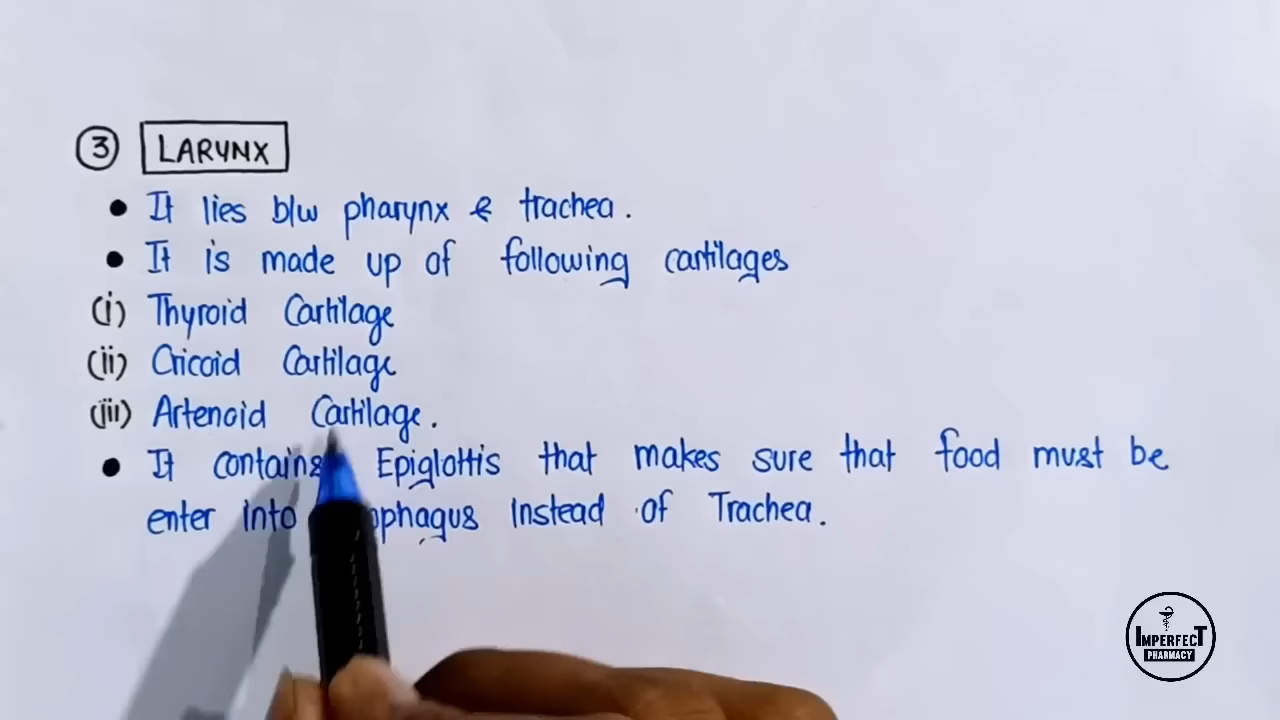 3 LARYNX
• It lies b/w pharynx & trachea.
• It is made up of following cartilages
(i) Thyroid Cartilage
(ii) Cricoid Cartilage
(iii) Artenoid Cartilage.
• It contains Epiglottis that makes sure that food must be
enter into ophagus instead of Trachea.
IMPERFECT
PHARMACY